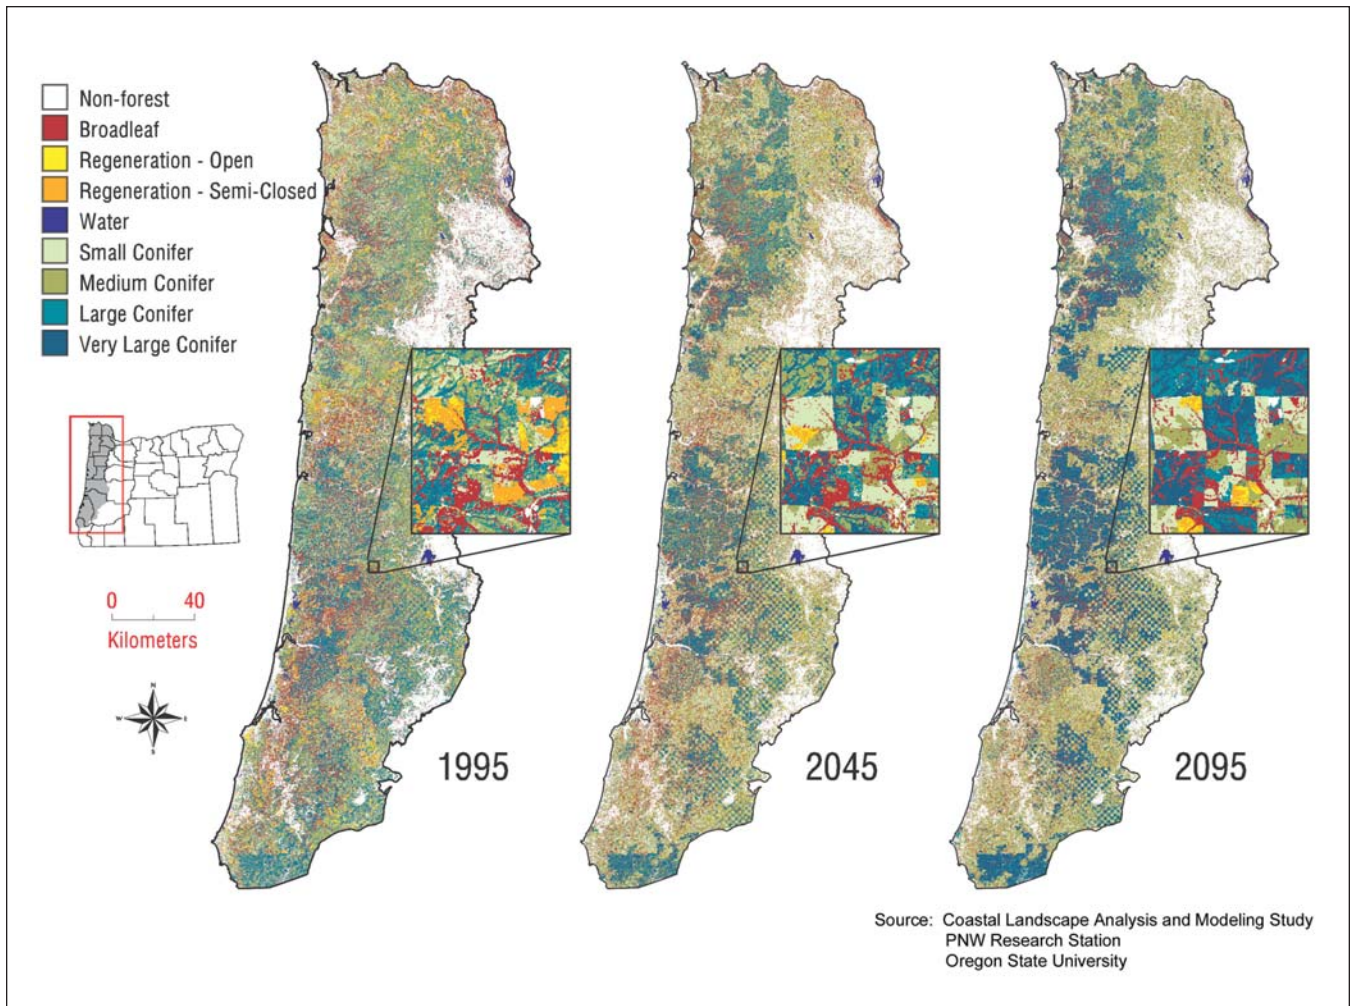 Non-forest
Broadleaf
Regeneration - Open
Regeneration - Semi-Closed
Water
Small Conifer
Medium Conifer
Large Conifer
Very Large Conifer
0 40
Kilometers
N
W E
S
1995
2045
2095
Source: Coastal Landscape Analysis and Modeling Study
PNW Research Station
Oregon State University